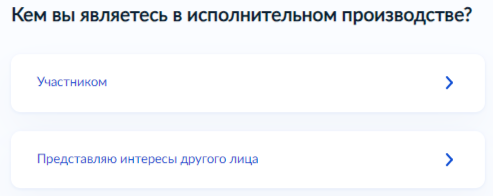 Кем вы являетесь в исполнительном производстве?
Участником
Представляю интересы другого лица